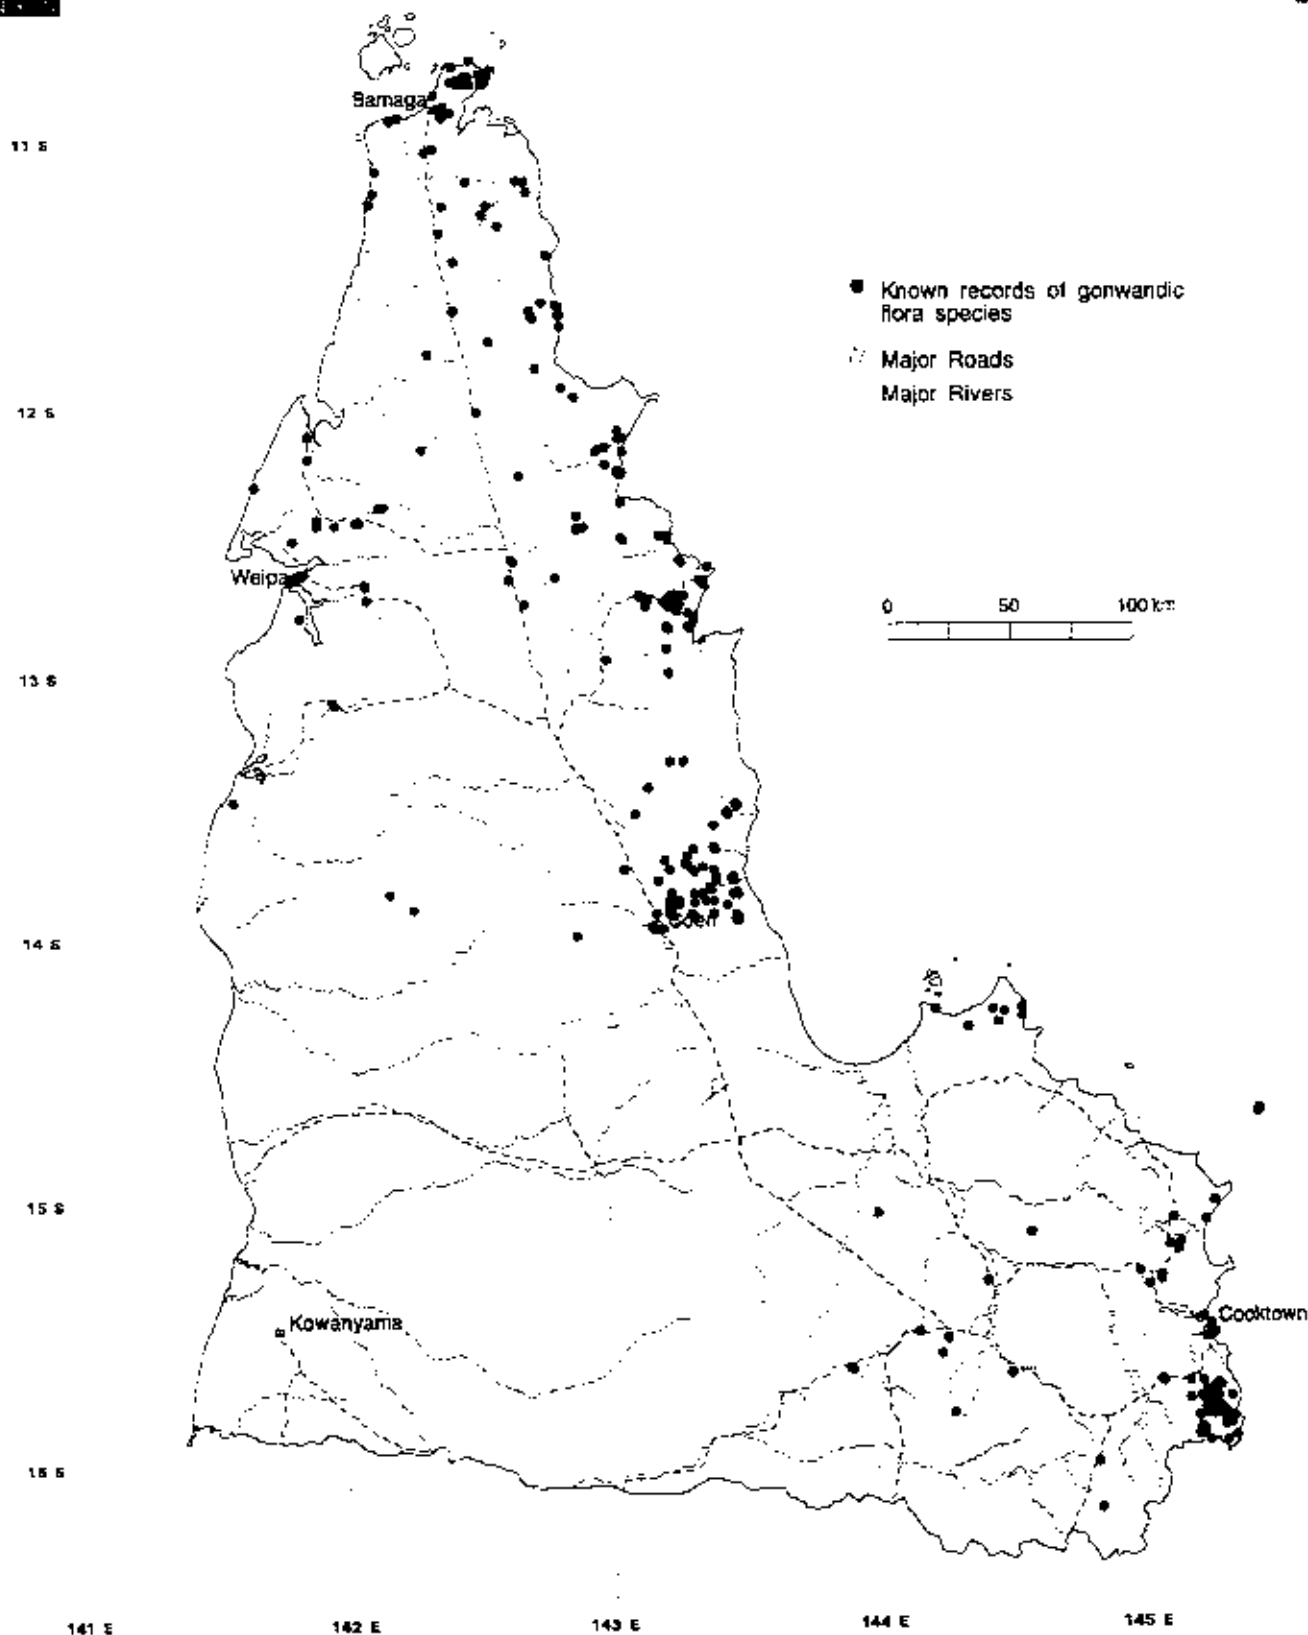 Bamaga
11 S
Known records of gonwandic
flora species
Major Roads
Major Rivers
12 S
Weipa
0 50 100 km
13 S
14 S
15 S
Kowanyama
Cooktown
16 S
141 E 142 E 143 E 144 E 145 E